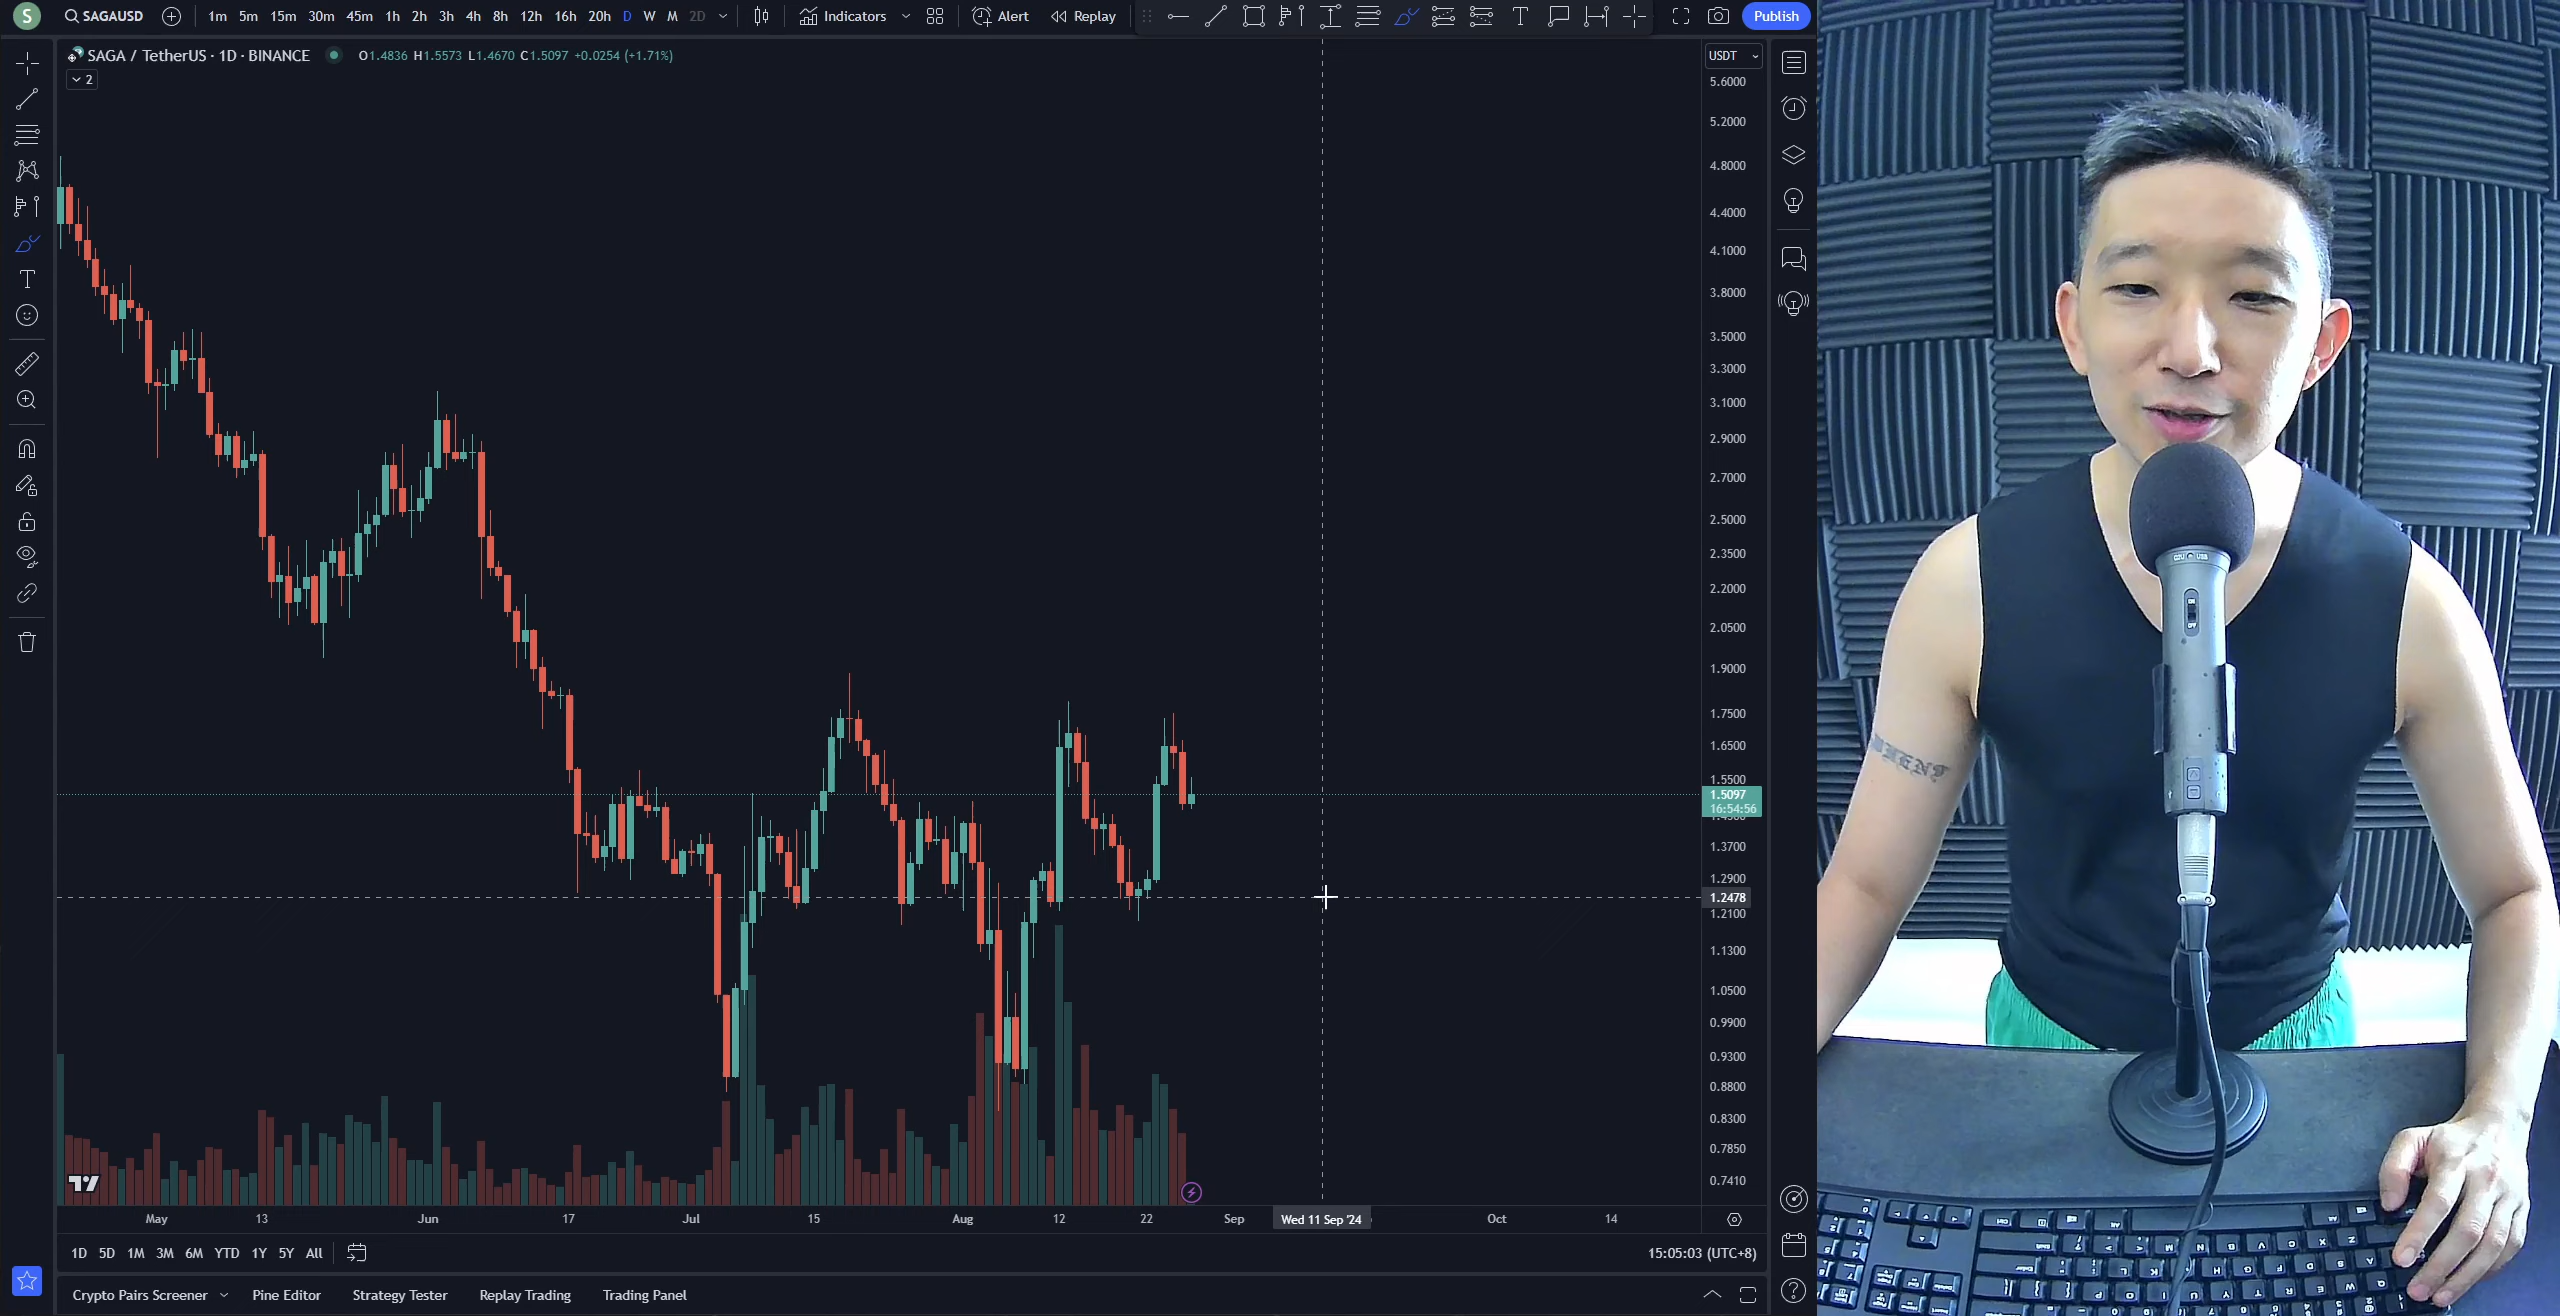 S
SAGAUSD
1m 5m 15m 30m 45m 1h 2h 3h 4h 8h 12h 16h 20h D W M 2D
Indicators
Alert
Replay
Publish
SAGA / TetherUS · 1D · BINANCE
O1.4836 H1.5573 L1.4670 C1.5097 +0.0254 (+1.71%)
2
USDT
5.6000
5.2000
4.8000
4.4000
4.1000
3.8000
3.5000
3.3000
3.1000
2.9000
2.7000
2.5000
2.3500
2.2000
2.0500
1.9000
1.7500
1.6500
1.5500
1.5097
16:54:56
1.3700
1.2900
1.2478
1.2100
1.1300
1.0500
0.9900
0.9300
0.8800
0.8300
0.7850
0.7410
May 13 Jun 17 Jul 15 Aug 12 22 Sep Wed 11 Sep '24 Oct 14
1D 5D 1M 3M 6M YTD 1Y 5Y All
15:05:03 (UTC+8)
Crypto Pairs Screener Pine Editor Strategy Tester Replay Trading Trading Panel